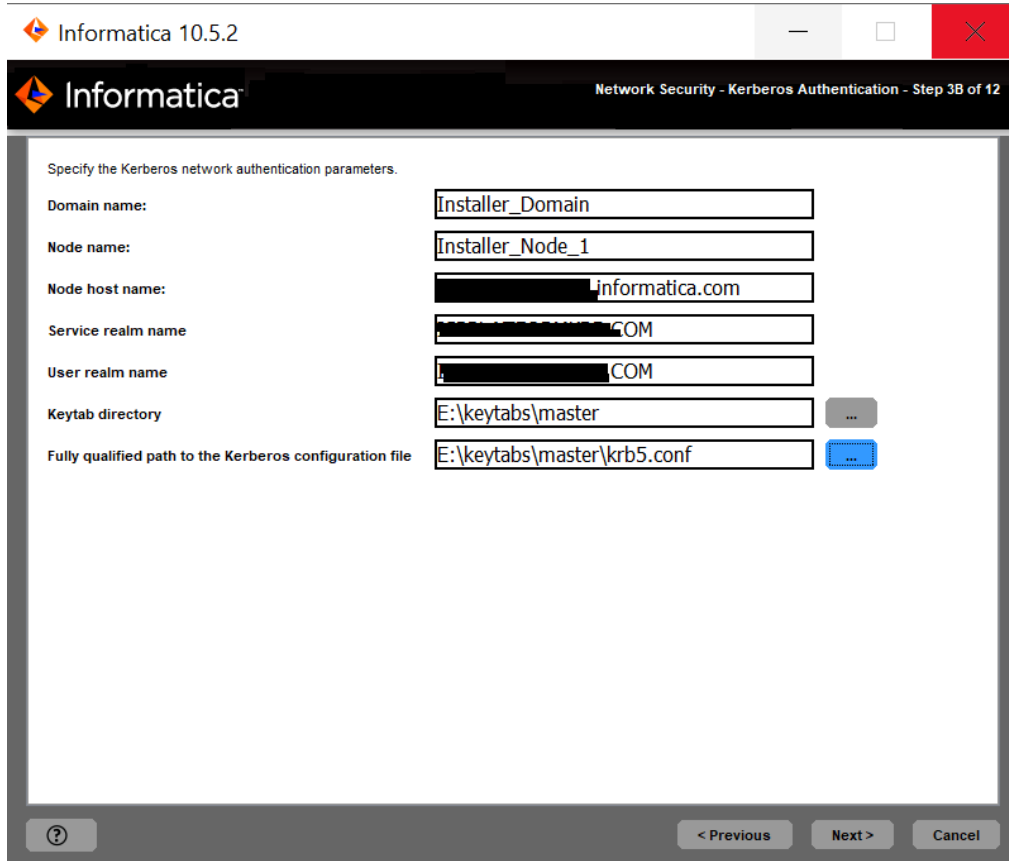 Informatica 10.5.2
Informatica
Network Security - Kerberos Authentication - Step 3B of 12
Specify the Kerberos network authentication parameters.
Domain name: Installer_Domain
Node name: Installer_Node_1
Node host name: .informatica.com
Service realm name .COM
User realm name .COM
Keytab directory E:\keytabs\master ...
Fully qualified path to the Kerberos configuration file E:\keytabs\master\krb5.conf ...
? < Previous Next > Cancel